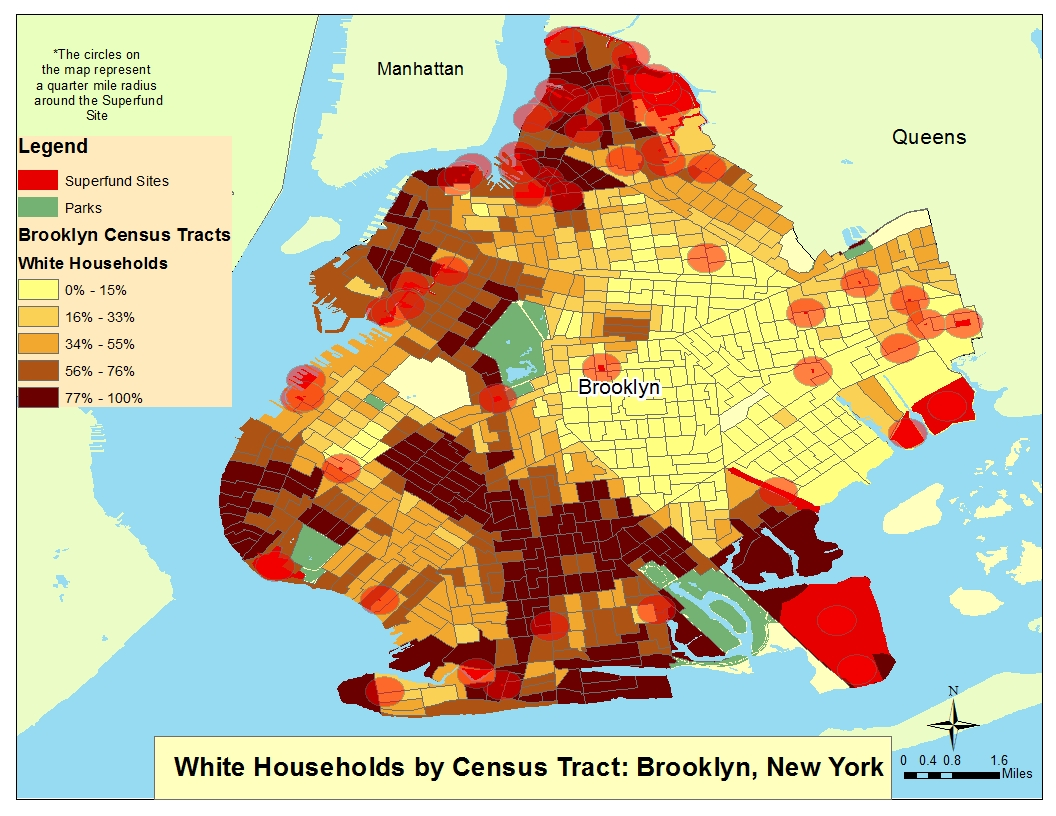 *The circles on
the map represent
a quarter mile radius
around the Superfund
Site
Manhattan
Queens
Legend
Superfund Sites
Parks
Brooklyn Census Tracts
White Households
0% - 15%
16% - 33%
34% - 55%
56% - 76%
77% - 100%
Brooklyn
N
0 0.4 0.8 1.6
Miles
White Households by Census Tract: Brooklyn, New York